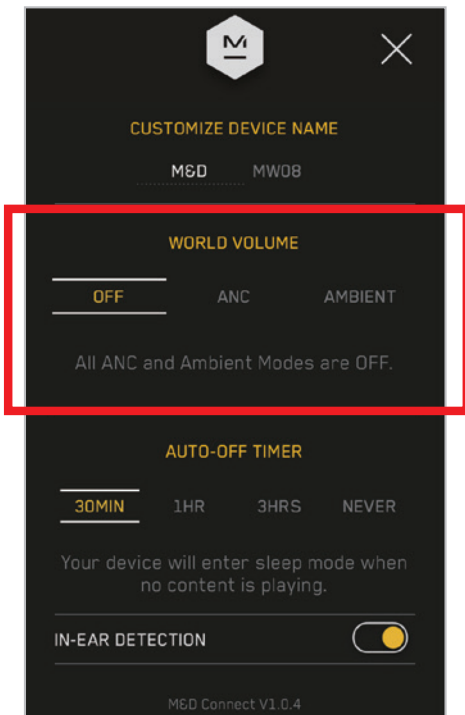 CUSTOMIZE DEVICE NAME
M&D MW08
WORLD VOLUME
OFF ANC AMBIENT
All ANC and Ambient Modes are OFF.
AUTO-OFF TIMER
30MIN 1HR 3HRS NEVER
Your device will enter sleep mode when
no content is playing.
IN-EAR DETECTION
M&D Connect V1.0.4